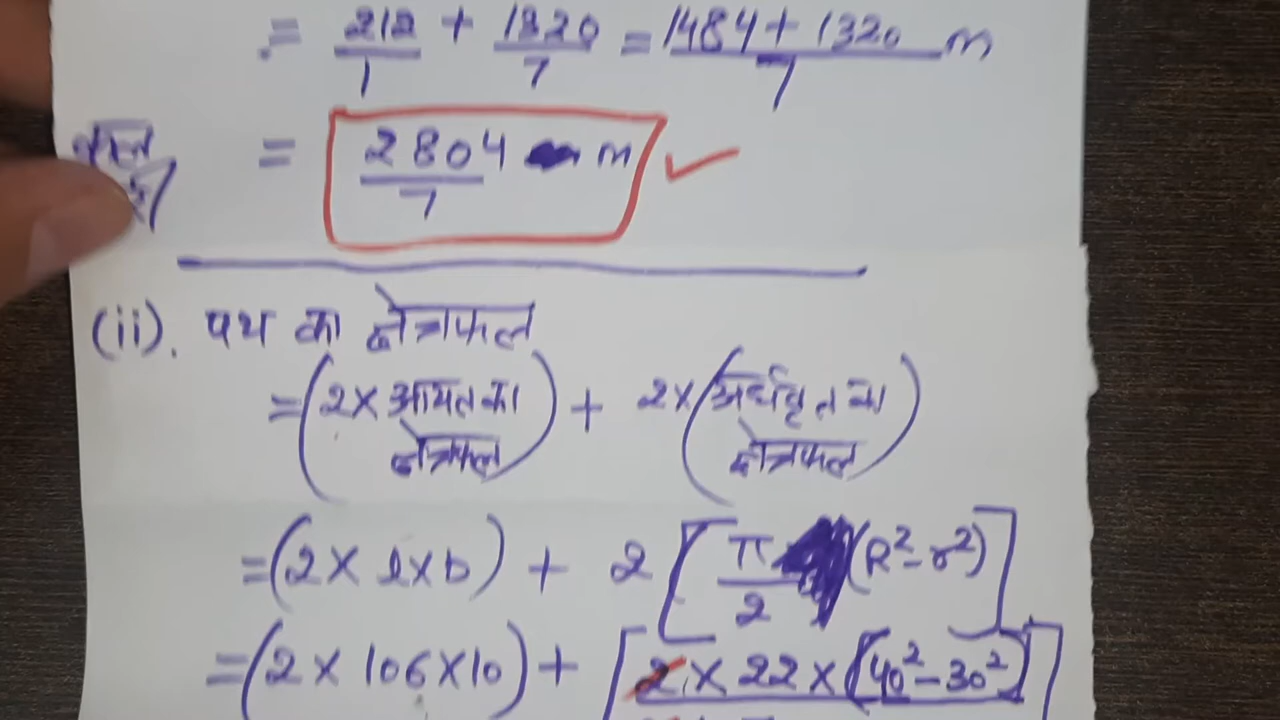 = 212/1 + 1320/7 = (1484 + 1320)/7 m
= 2804/7 m ✓
(ii). पथ का क्षेत्रफल
= (2 × आयत का क्षेत्रफल) + 2 × (अर्धवृत का क्षेत्रफल)
= (2 × l × b) + 2 [π/2 (R² - r²)]
= (2 × 106 × 10) + [2 × 22 × (40² - 30²)]